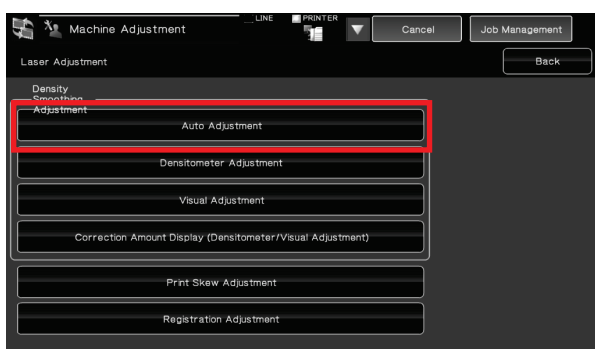 Machine Adjustment
LINE
PRINTER
Cancel
Job Management
Laser Adjustment
Back
Density
Smoothing
Adjustment
Auto Adjustment
Densitometer Adjustment
Visual Adjustment
Correction Amount Display (Densitometer/Visual Adjustment)
Print Skew Adjustment
Registration Adjustment